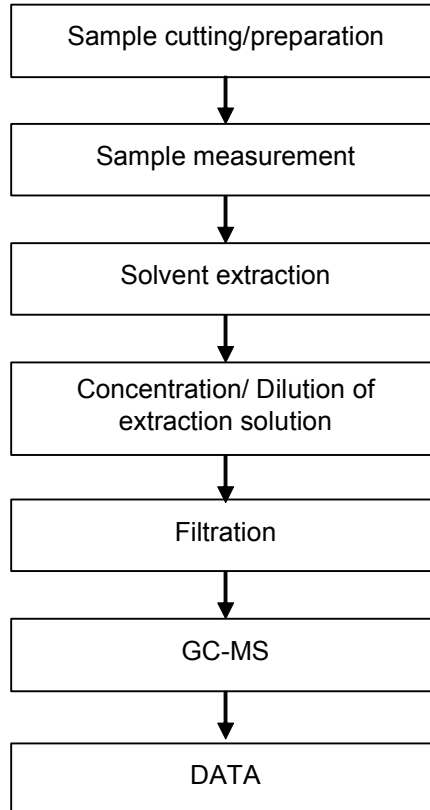 Sample cutting/preparation
Sample measurement
Solvent extraction
Concentration/ Dilution of
extraction solution
Filtration
GC-MS
DATA